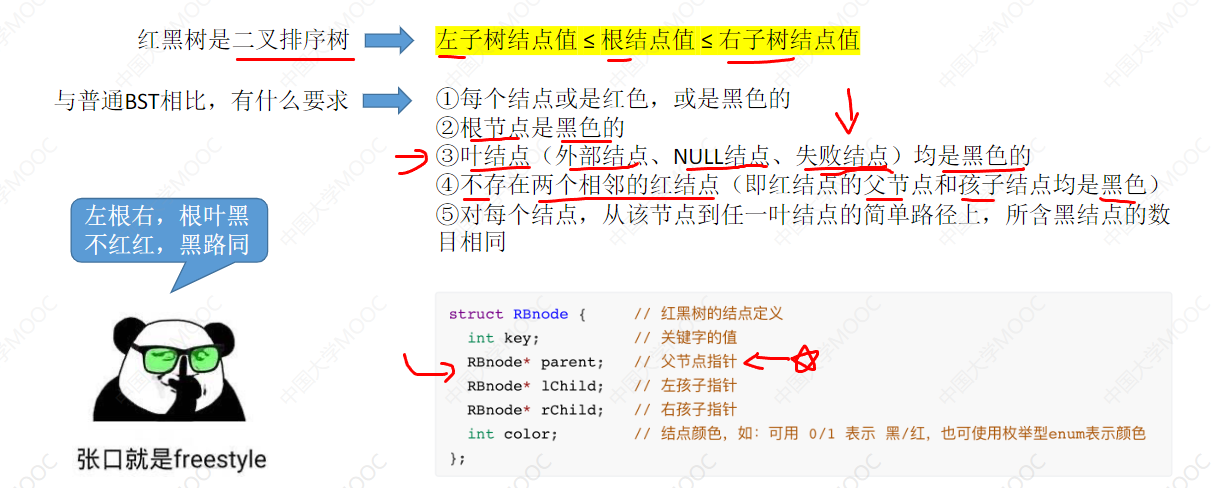 红黑树是二叉排序树
左子树结点值 ≤ 根结点值 ≤ 右子树结点值
与普通BST相比，有什么要求
①每个结点或是红色，或是黑色的
②根节点是黑色的
③叶结点（外部结点、NULL结点、失败结点）均是黑色的
④不存在两个相邻的红结点（即红结点的父节点和孩子结点均是黑色）
⑤对每个结点，从该节点到任一叶结点的简单路径上，所含黑结点的数
目相同
左根右，根叶黑
不红红，黑路同
struct RBnode { // 红黑树的结点定义
int key; // 关键字的值
RBnode* parent; // 父节点指针
RBnode* lChild; // 左孩子指针
RBnode* rChild; // 右孩子指针
int color; // 结点颜色，如：可用 0/1 表示 黑/红，也可使用枚举型enum表示颜色
};
张口就是freestyle
中国大学MOOC